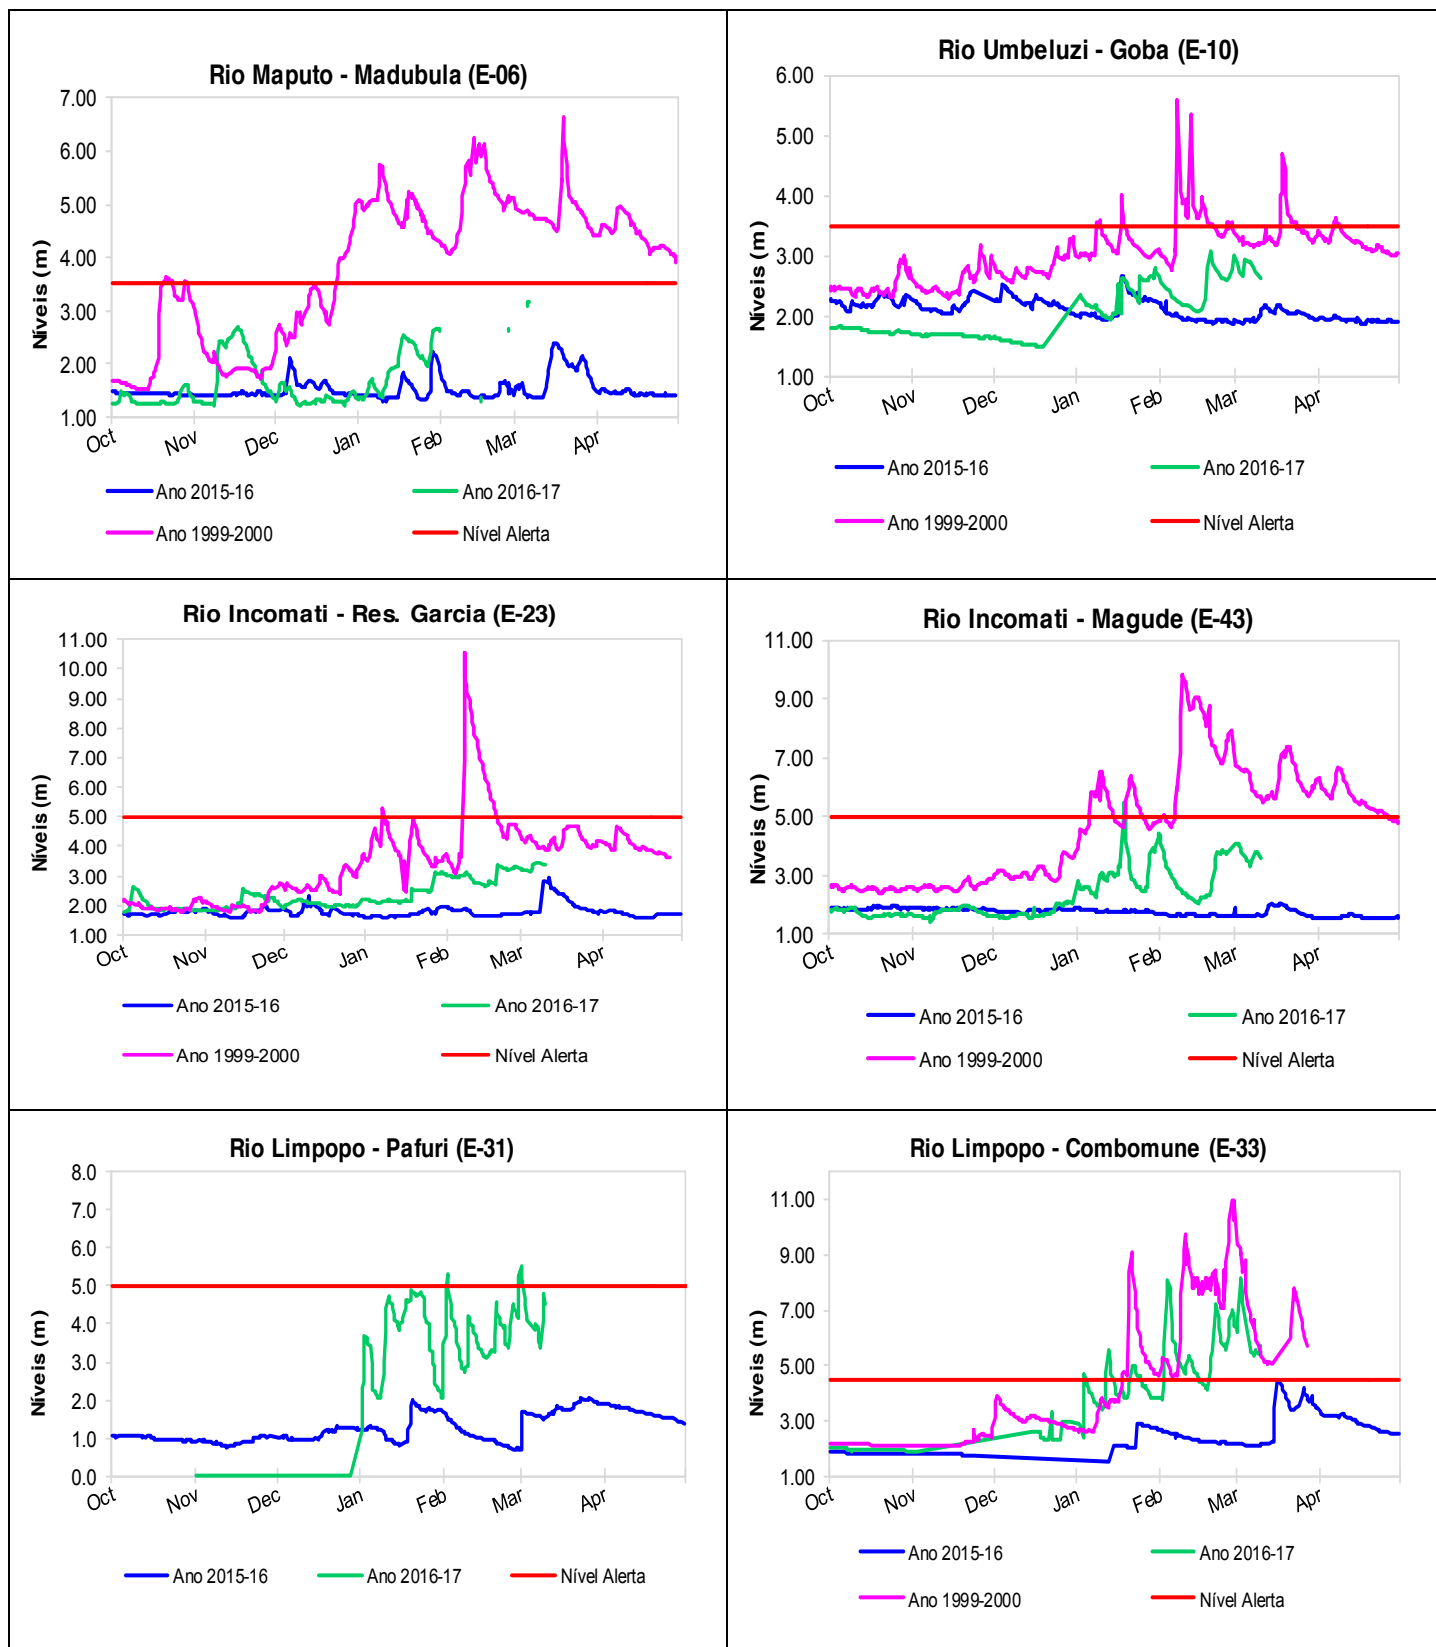 Rio Maputo - Madubula (E-06)
Níveis (m)
7.00
6.00
5.00
4.00
3.00
2.00
1.00
Oct Nov Dec Jan Feb Mar Apr
Ano 2015-16 Ano 2016-17
Ano 1999-2000 Nível Alerta
Rio Umbeluzi - Goba (E-10)
Níveis (m)
6.00
5.00
4.00
3.00
2.00
1.00
Oct Nov Dec Jan Feb Mar Apr
Ano 2015-16 Ano 2016-17
Ano 1999-2000 Nível Alerta
Rio Incomati - Res. Garcia (E-23)
Níveis (m)
11.00
10.00
9.00
8.00
7.00
6.00
5.00
4.00
3.00
2.00
1.00
Oct Nov Dec Jan Feb Mar Apr
Ano 2015-16 Ano 2016-17
Ano 1999-2000 Nível Alerta
Rio Incomati - Magude (E-43)
Níveis (m)
11.00
9.00
7.00
5.00
3.00
1.00
Oct Nov Dec Jan Feb Mar Apr
Ano 2015-16 Ano 2016-17
Ano 1999-2000 Nível Alerta
Rio Limpopo - Pafuri (E-31)
Níveis (m)
8.0
7.0
6.0
5.0
4.0
3.0
2.0
1.0
0.0
Oct Nov Dec Jan Feb Mar Apr
Ano 2015-16 Ano 2016-17 Nível Alerta
Rio Limpopo - Combomune (E-33)
Níveis (m)
11.00
9.00
7.00
5.00
3.00
1.00
Oct Nov Dec Jan Feb Mar Apr
Ano 2015-16 Ano 2016-17
Ano 1999-2000 Nível Alerta